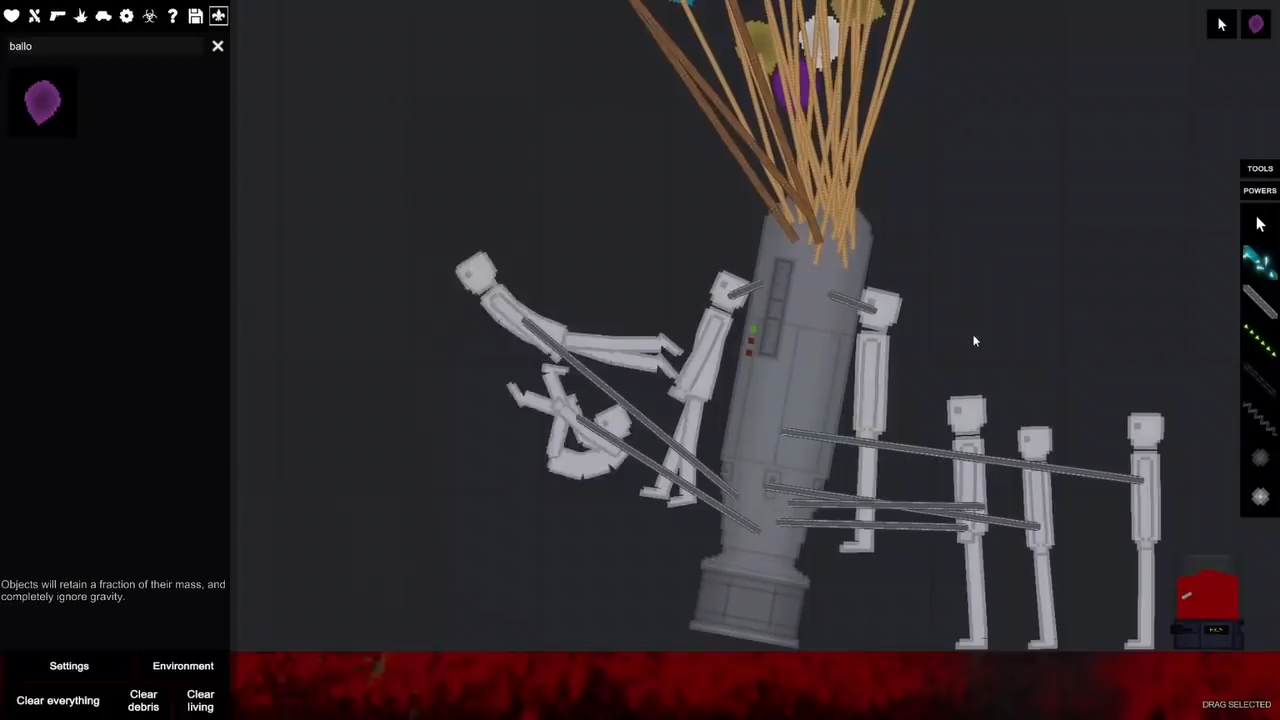 ballo
TOOLS
POWERS
Objects will retain a fraction of their mass, and
completely ignore gravity.
Settings
Environment
Clear everything
Clear
debris
Clear
living
DRAG SELECTED